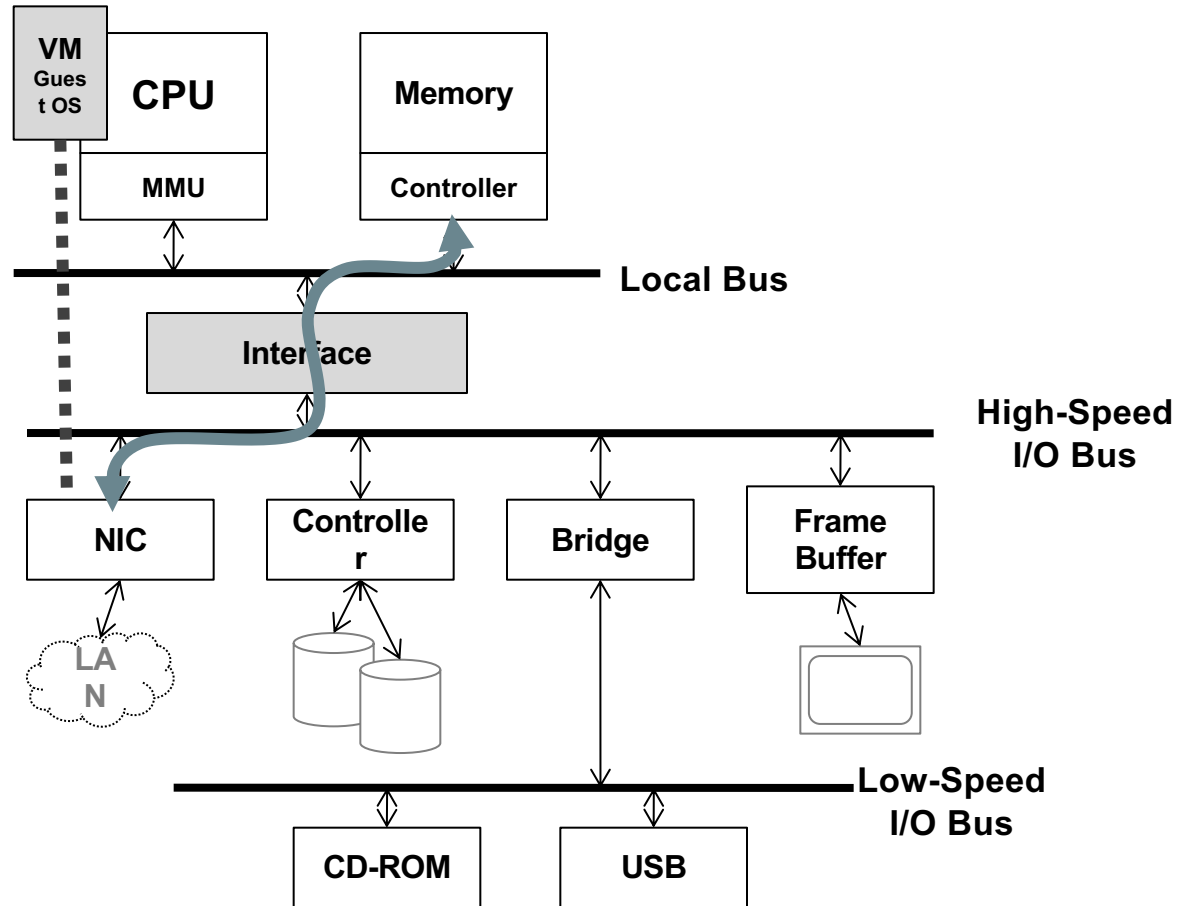 VM
Gues
t OS
CPU
Memory
MMU
Controller
Local Bus
Interface
High-Speed
I/O Bus
NIC
Controlle
r
Bridge
Frame
Buffer
LA
N
Low-Speed
I/O Bus
CD-ROM
USB